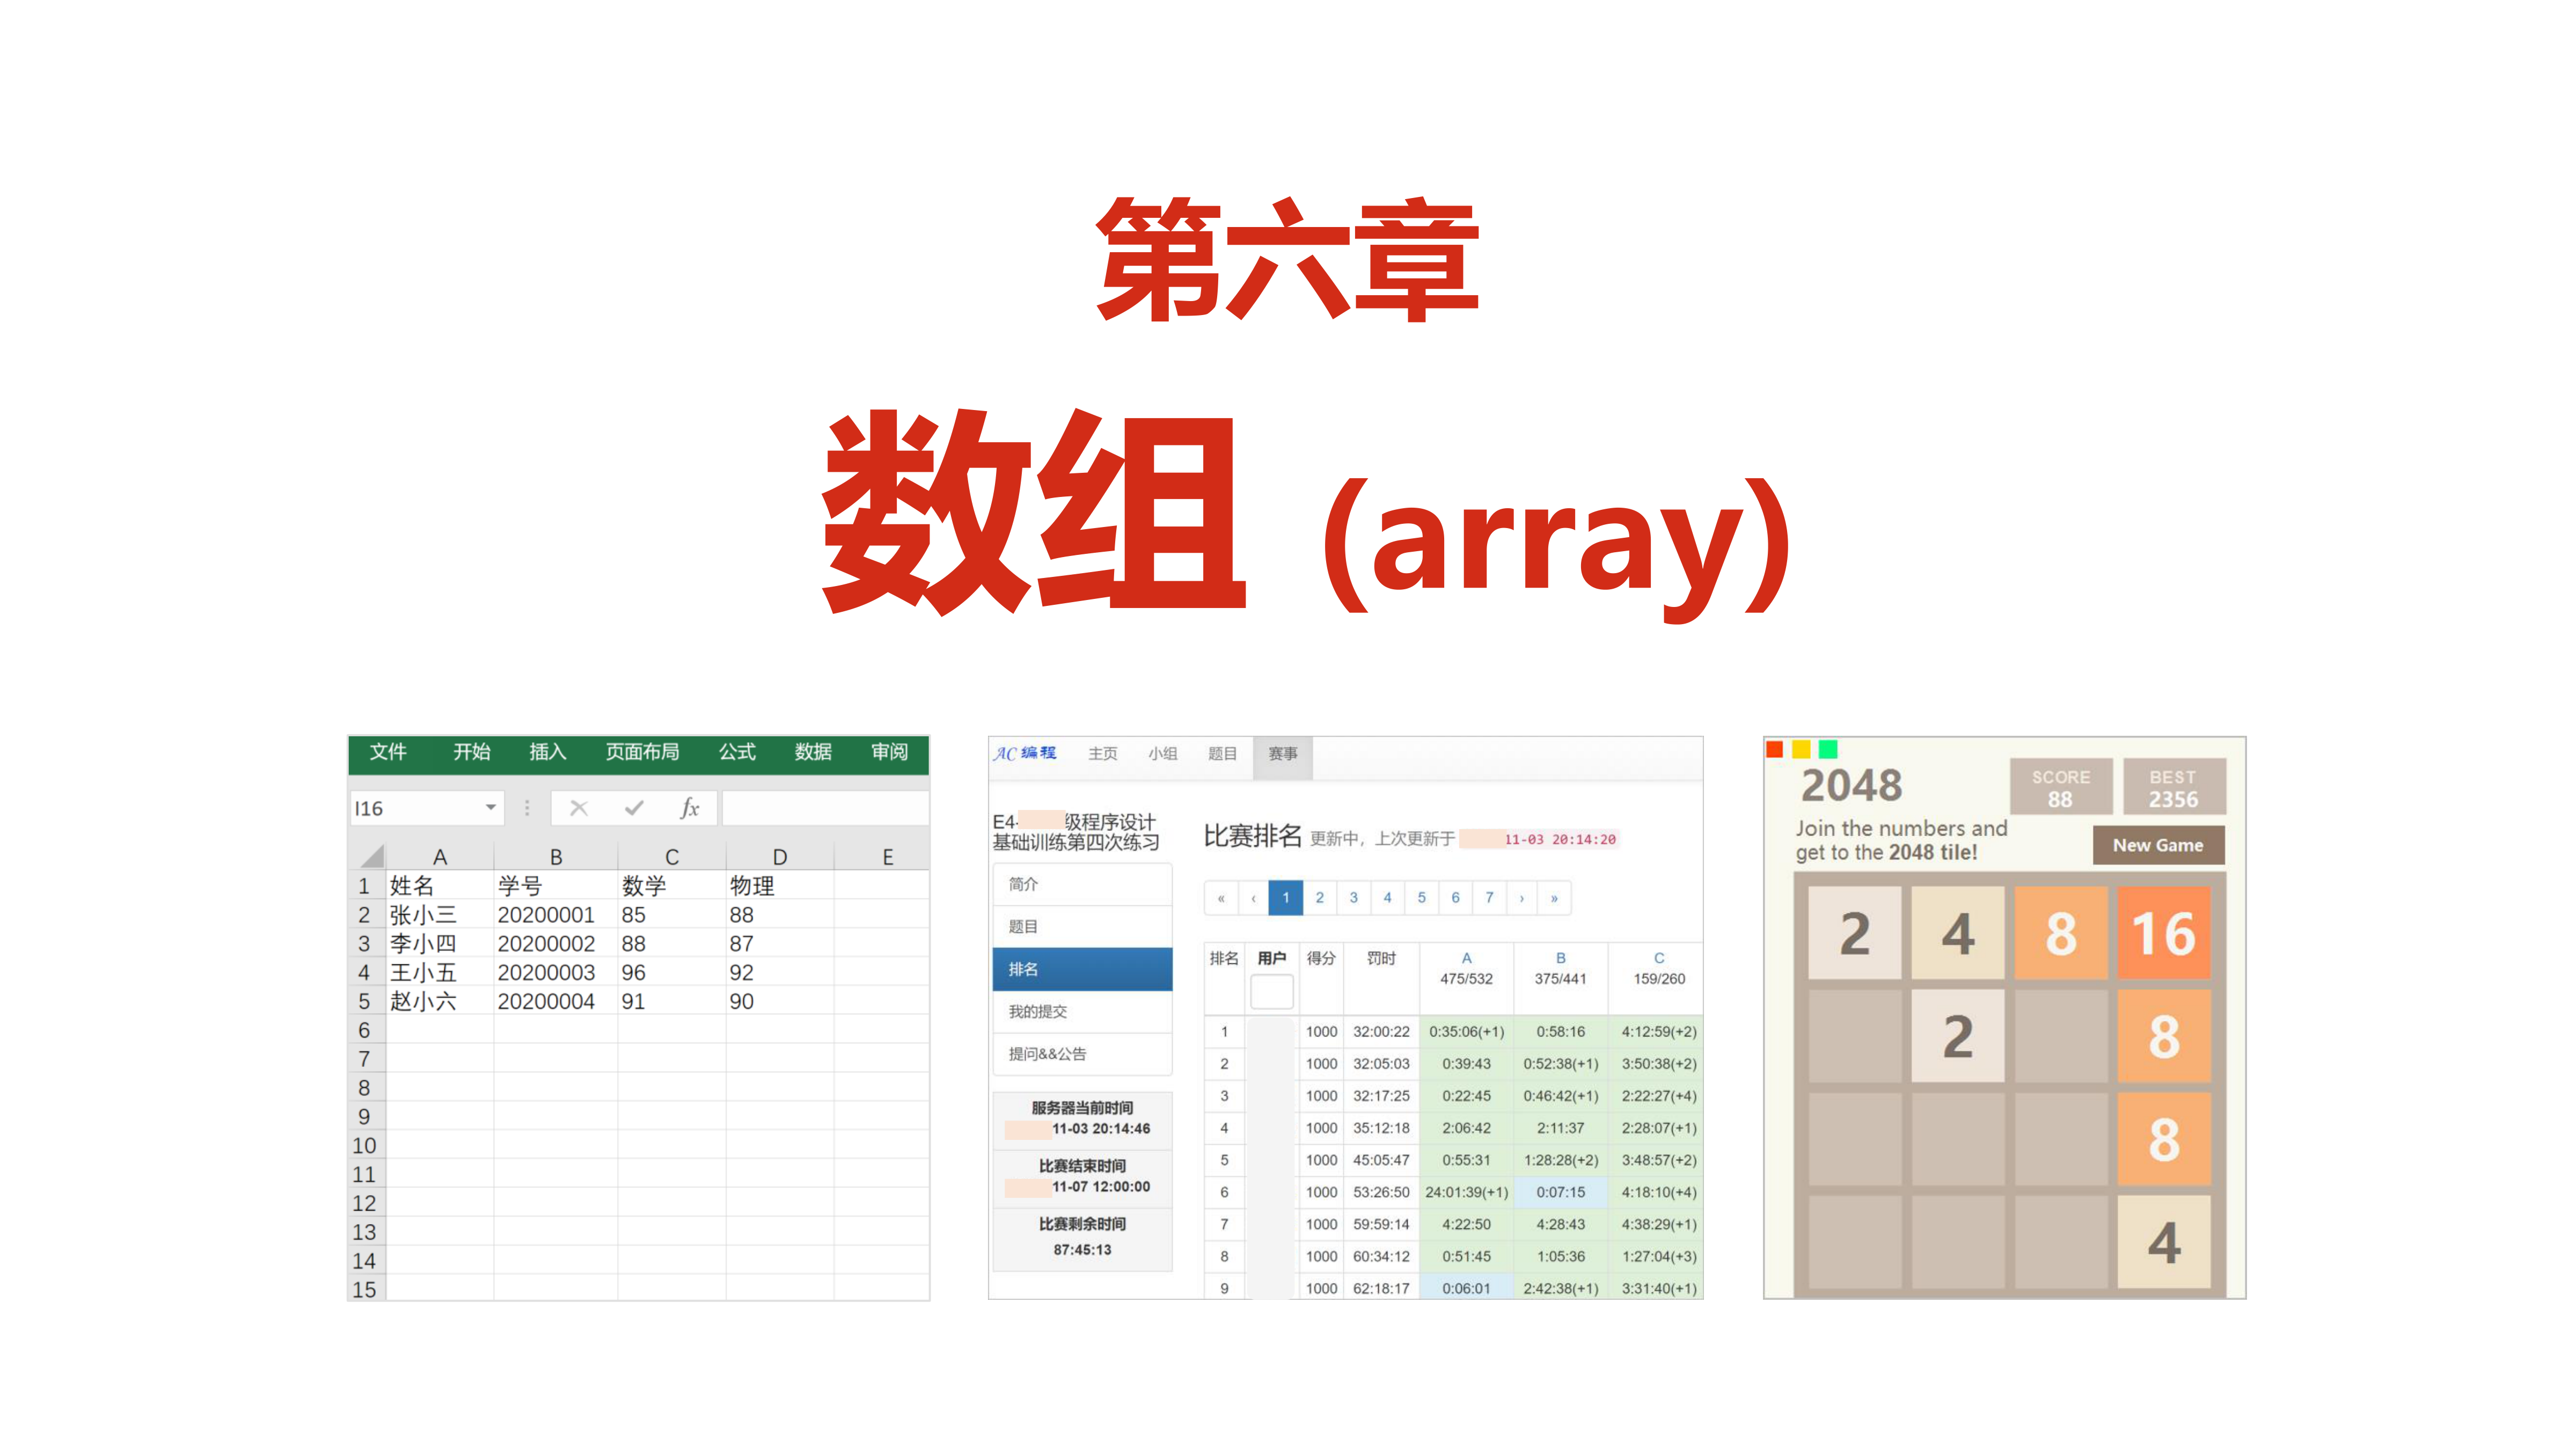 第六章
数组 (array)
文件 开始 插入 页面布局 公式 数据 审阅
I16 fx
A B C D E
1 姓名 学号 数学 物理
2 张小三 20200001 85 88
3 李小四 20200002 88 87
4 王小五 20200003 96 92
5 赵小六 20200004 91 90
6
7
8
9
10
11
12
13
14
15
AC 编程 主页 小组 题目 赛事
E4- 级程序设计
基础训练第四次练习
简介
题目
排名
我的提交
提问&&公告
服务器当前时间
11-03 20:14:46
比赛结束时间
11-07 12:00:00
比赛剩余时间
87:45:13
比赛排名 更新中，上次更新于 11-03 20:14:20
« ‹ 1 2 3 4 5 6 7 › »
排名 用户 得分 罚时 A B C
475/532 375/441 159/260
1 1000 32:00:22 0:35:06(+1) 0:58:16 4:12:59(+2)
2 1000 32:05:03 0:39:43 0:52:38(+1) 3:50:38(+2)
3 1000 32:17:25 0:22:45 0:46:42(+1) 2:22:27(+4)
4 1000 35:12:18 2:06:42 2:11:37 2:28:07(+1)
5 1000 45:05:47 0:55:31 1:28:28(+2) 3:48:57(+2)
6 1000 53:26:50 24:01:39(+1) 0:07:15 4:18:10(+4)
7 1000 59:59:14 4:22:50 4:28:43 4:38:29(+1)
8 1000 60:34:12 0:51:45 1:05:36 1:27:04(+3)
9 1000 62:18:17 0:06:01 2:42:38(+1) 3:31:40(+1)
2048
SCORE
88
BEST
2356
Join the numbers and
get to the 2048 tile!
New Game
2 4 8 16
2 8
8
4